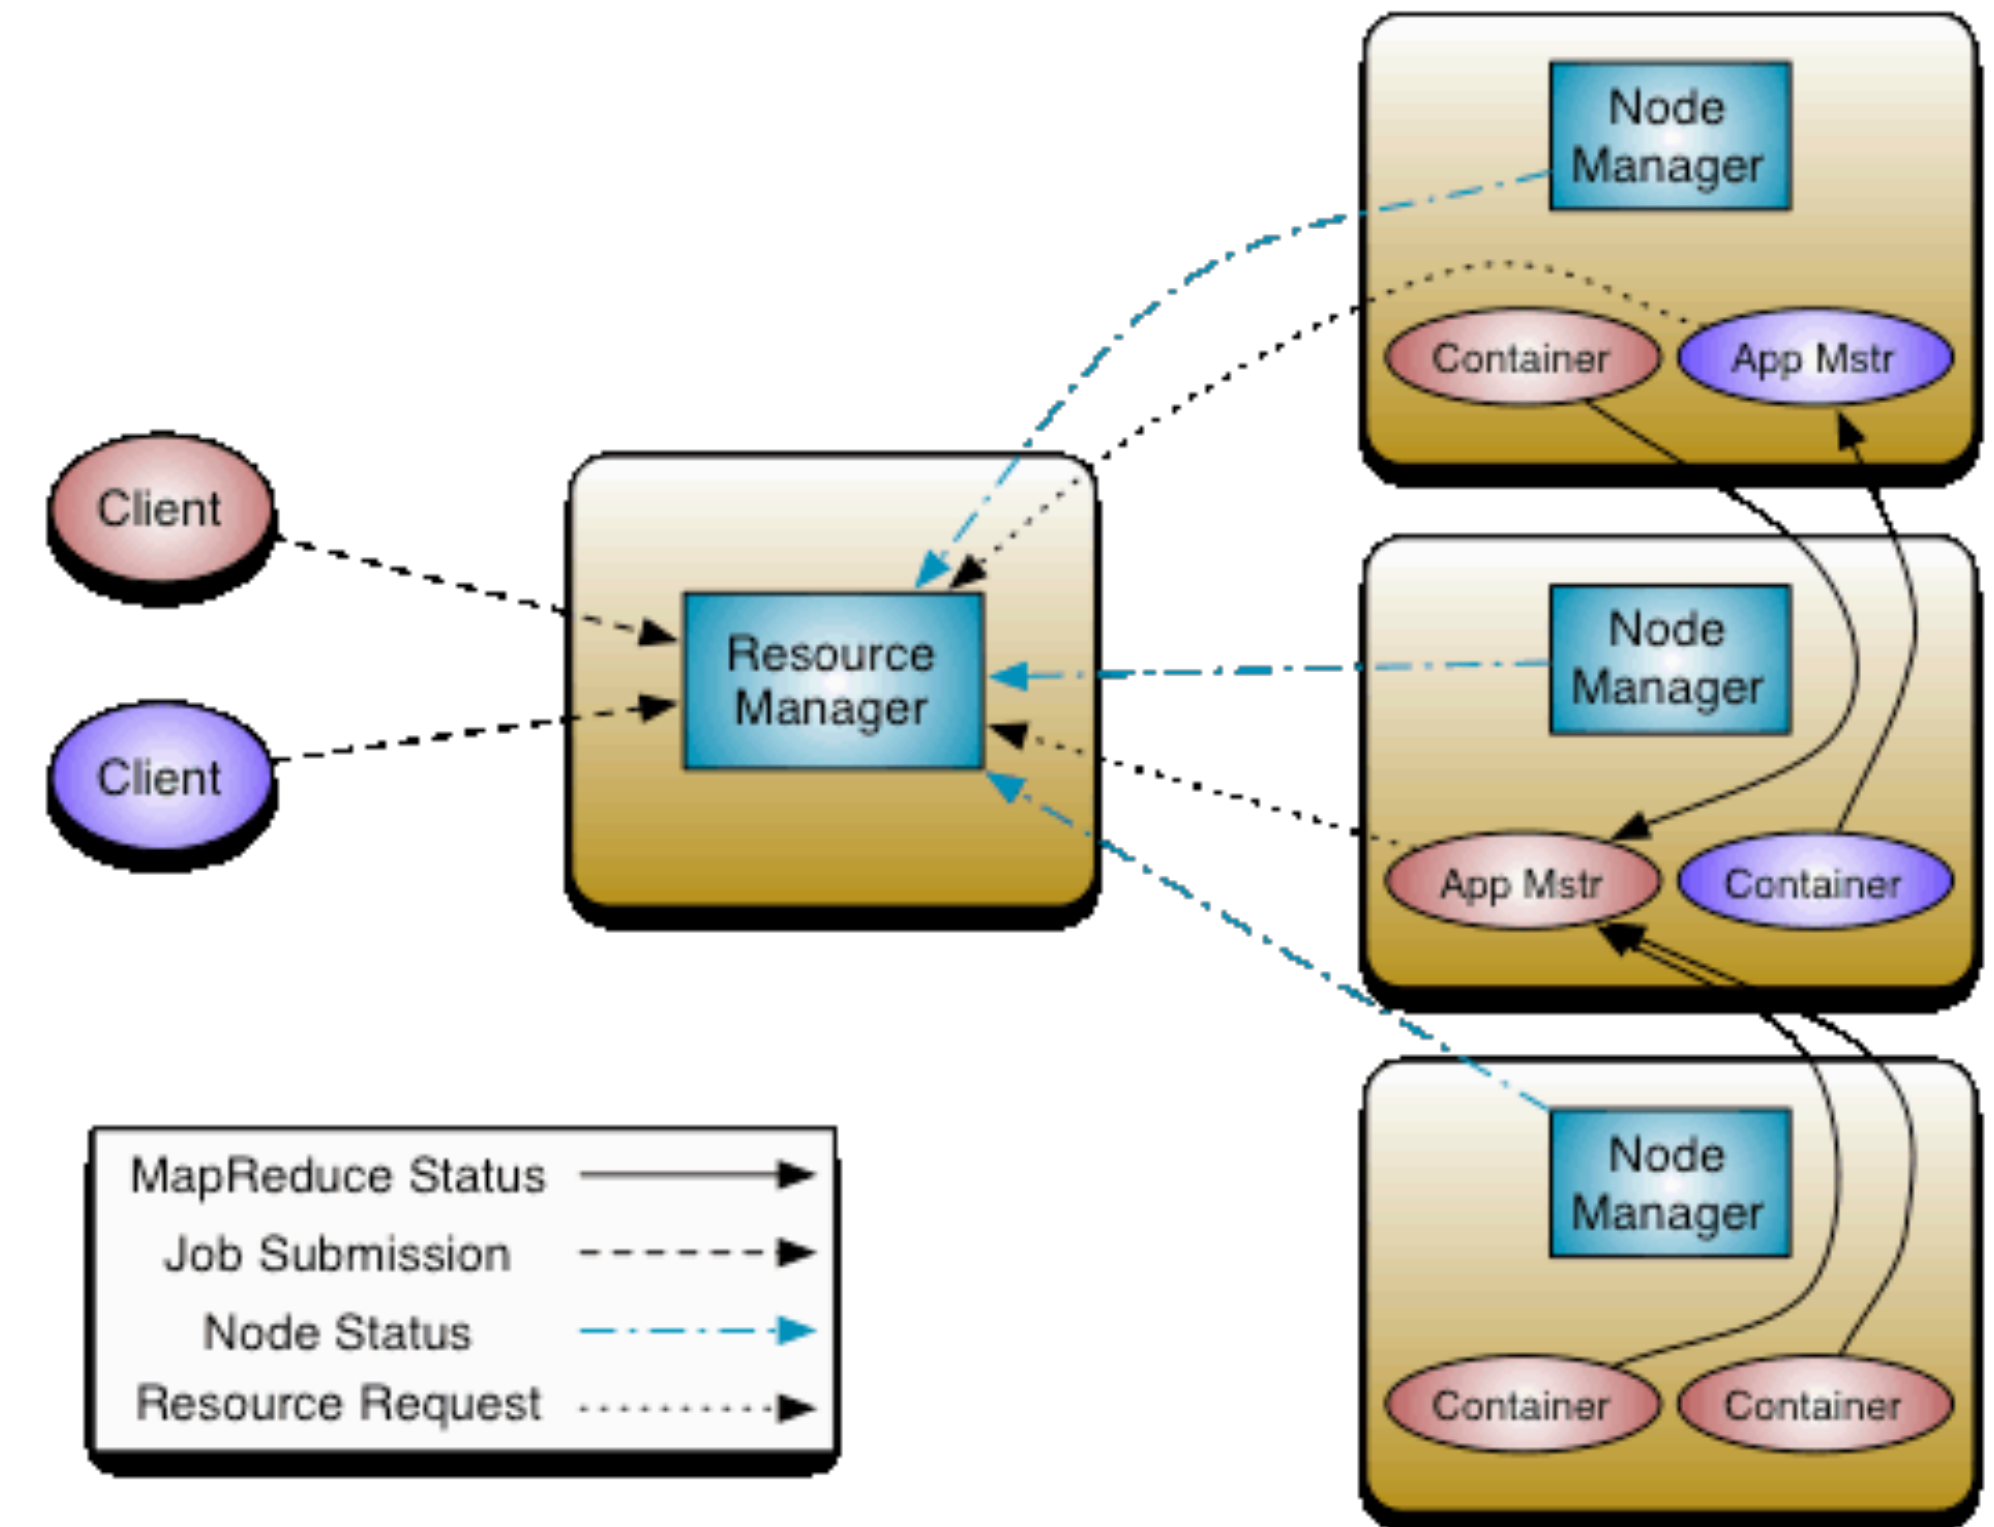 Client
Client
Resource
Manager
Node
Manager
Container App Mstr
Node
Manager
App Mstr Container
Node
Manager
Container Container
MapReduce Status
Job Submission
Node Status
Resource Request